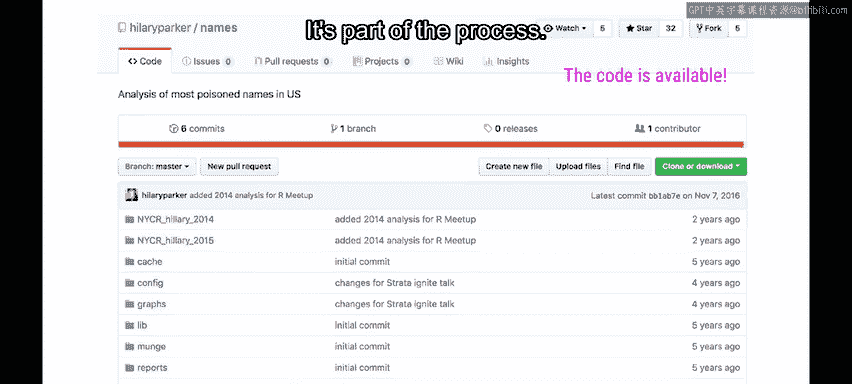 GPT中英字幕课程资源@bilibili.com
It's part of the process.
hilaryparker / names
Watch 5
Star 32
Fork 5
The code is available!
Code
Issues 0
Pull requests 0
Projects 0
Wiki
Insights
Analysis of most poisoned names in US
6 commits
1 branch
0 releases
1 contributor
Branch: master
New pull request
Create new file
Upload files
Find file
Clone or download
hilaryparker added 2014 analysis for R Meetup
Latest commit bb1ab7e on Nov 7, 2016
NYCR_hillary_2014 added 2014 analysis for R Meetup 2 years ago
NYCR_hillary_2015 added 2014 analysis for R Meetup 2 years ago
cache initial commit 5 years ago
config changes for Strata ignite talk 4 years ago
graphs changes for Strata ignite talk 4 years ago
lib initial commit 5 years ago
munge initial commit 5 years ago
reports initial commit 5 years ago